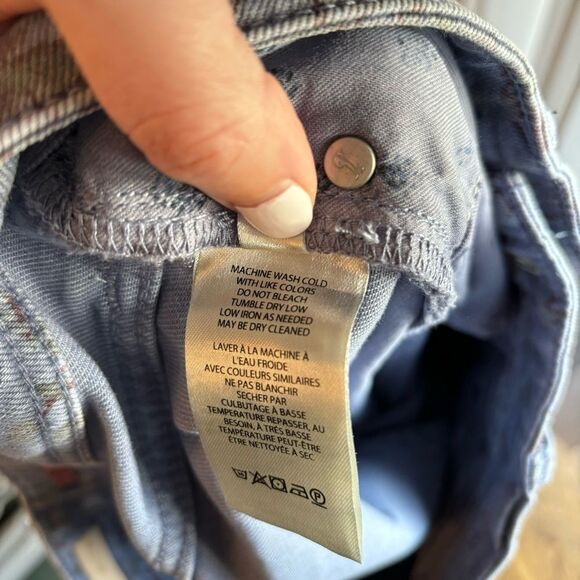 MACHINE WASH COLD
WITH LIKE COLORS
DO NOT BLEACH
TUMBLE DRY LOW
LOW IRON AS NEEDED
MAY BE DRY CLEANED
LAVER À LA MACHINE À
L'EAU FROIDE
AVEC COULEURS SIMILAIRES
NE PAS BLANCHIR
SECHER PAR
CULBUTAGE À BASSE
TEMPÉRATURE REPASSER, AU
BESOIN, À TRÈS BASSE
TEMPÉRATURE PEUT-ÊTRE
ÊTRE NETTOYÉ À SEC
P